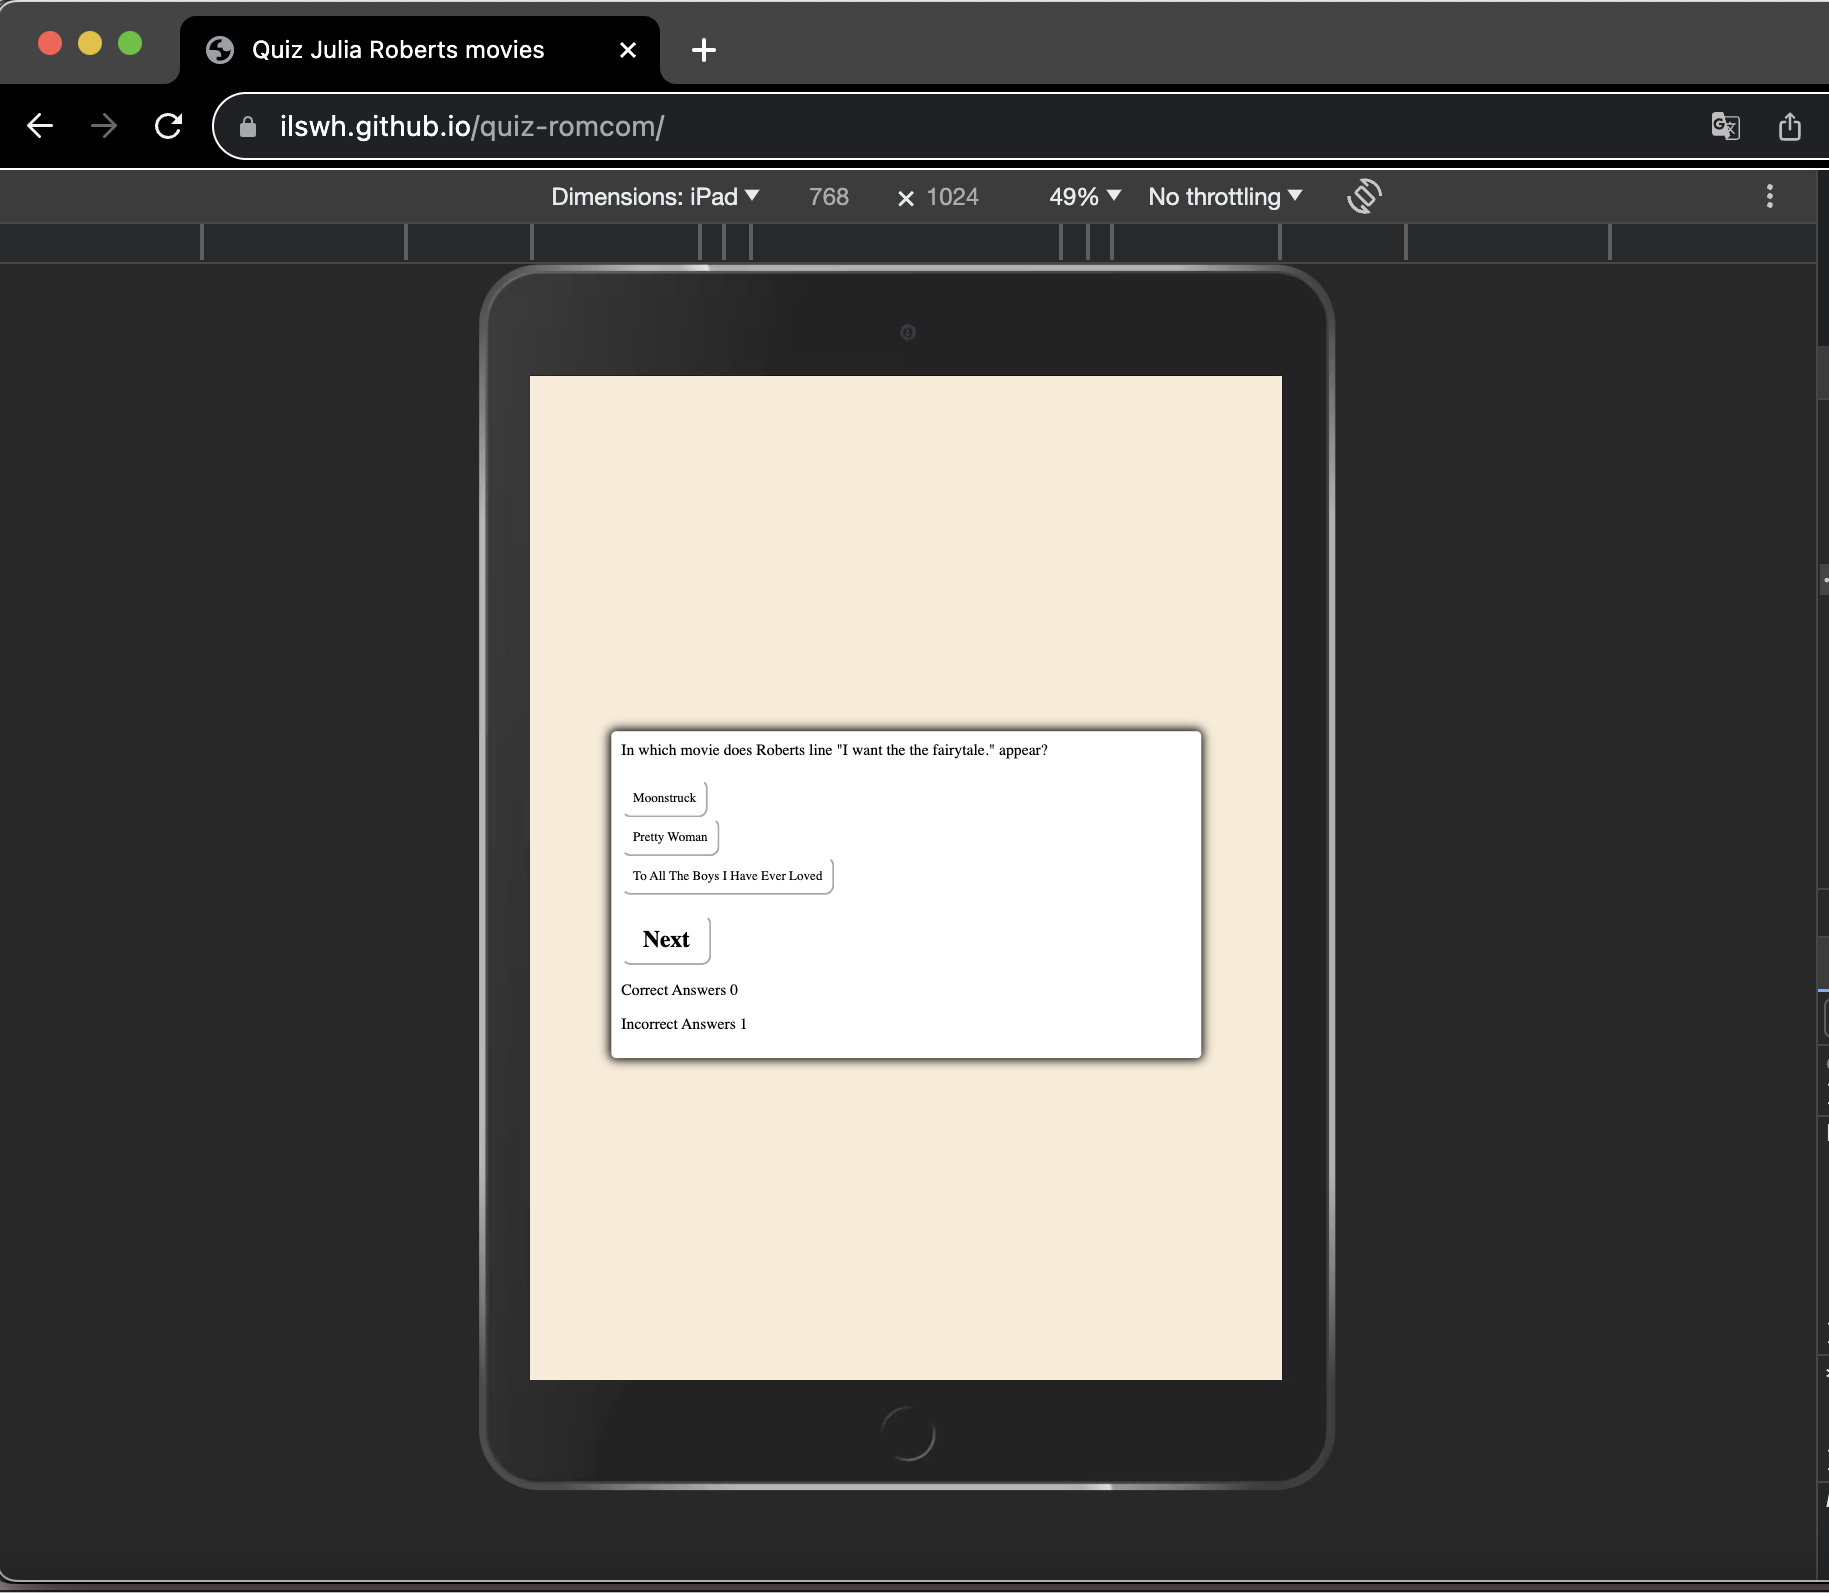 Quiz Julia Roberts movies
ilswh.github.io/quiz-romcom/
Dimensions: iPad 768 × 1024 49% No throttling
In which movie does Roberts line "I want the the fairytale." appear?
Moonstruck
Pretty Woman
To All The Boys I Have Ever Loved
Next
Correct Answers 0
Incorrect Answers 1